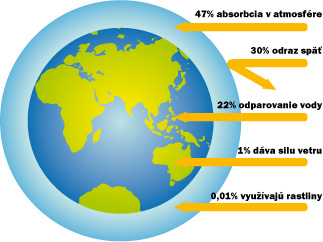 47% absorbcia v atmosfére
30% odraz späť
22% odparovanie vody
1% dáva silu vetru
0,01% využívajú rastliny